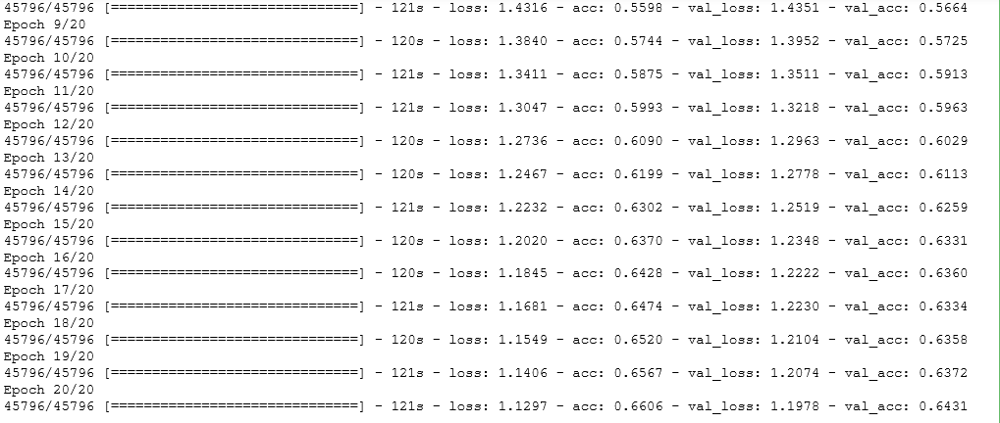 45796/45796 [==============================] - 121s - loss: 1.4316 - acc: 0.5598 - val_loss: 1.4351 - val_acc: 0.5664
Epoch 9/20
45796/45796 [==============================] - 120s - loss: 1.3840 - acc: 0.5744 - val_loss: 1.3952 - val_acc: 0.5725
Epoch 10/20
45796/45796 [==============================] - 121s - loss: 1.3411 - acc: 0.5875 - val_loss: 1.3511 - val_acc: 0.5913
Epoch 11/20
45796/45796 [==============================] - 121s - loss: 1.3047 - acc: 0.5993 - val_loss: 1.3218 - val_acc: 0.5963
Epoch 12/20
45796/45796 [==============================] - 120s - loss: 1.2736 - acc: 0.6090 - val_loss: 1.2963 - val_acc: 0.6029
Epoch 13/20
45796/45796 [==============================] - 120s - loss: 1.2467 - acc: 0.6199 - val_loss: 1.2778 - val_acc: 0.6113
Epoch 14/20
45796/45796 [==============================] - 121s - loss: 1.2232 - acc: 0.6302 - val_loss: 1.2519 - val_acc: 0.6259
Epoch 15/20
45796/45796 [==============================] - 120s - loss: 1.2020 - acc: 0.6370 - val_loss: 1.2348 - val_acc: 0.6331
Epoch 16/20
45796/45796 [==============================] - 120s - loss: 1.1845 - acc: 0.6428 - val_loss: 1.2222 - val_acc: 0.6360
Epoch 17/20
45796/45796 [==============================] - 121s - loss: 1.1681 - acc: 0.6474 - val_loss: 1.2230 - val_acc: 0.6334
Epoch 18/20
45796/45796 [==============================] - 120s - loss: 1.1549 - acc: 0.6520 - val_loss: 1.2104 - val_acc: 0.6358
Epoch 19/20
45796/45796 [==============================] - 121s - loss: 1.1406 - acc: 0.6567 - val_loss: 1.2074 - val_acc: 0.6372
Epoch 20/20
45796/45796 [==============================] - 121s - loss: 1.1297 - acc: 0.6606 - val_loss: 1.1978 - val_acc: 0.6431